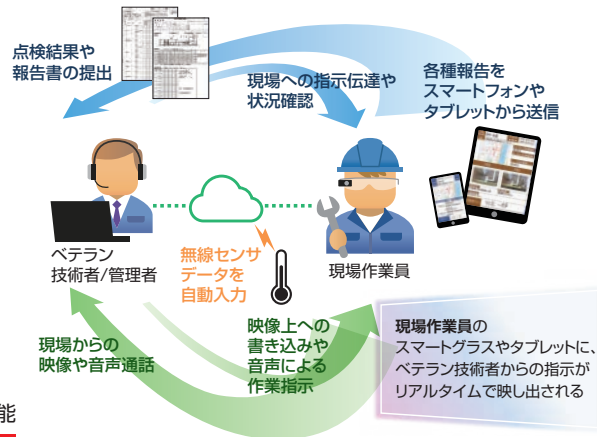 点検結果や
報告書の提出
現場への指示伝達や
状況確認
各種報告を
スマートフォンや
タブレットから送信
ベテラン
技術者/管理者
無線センサ
データを
自動入力
現場作業員
現場からの
映像や音声通話
映像上への
書き込みや
音声による
作業指示
現場作業員の
スマートグラスやタブレットに、
ベテラン技術者からの指示が
リアルタイムで映し出される
能